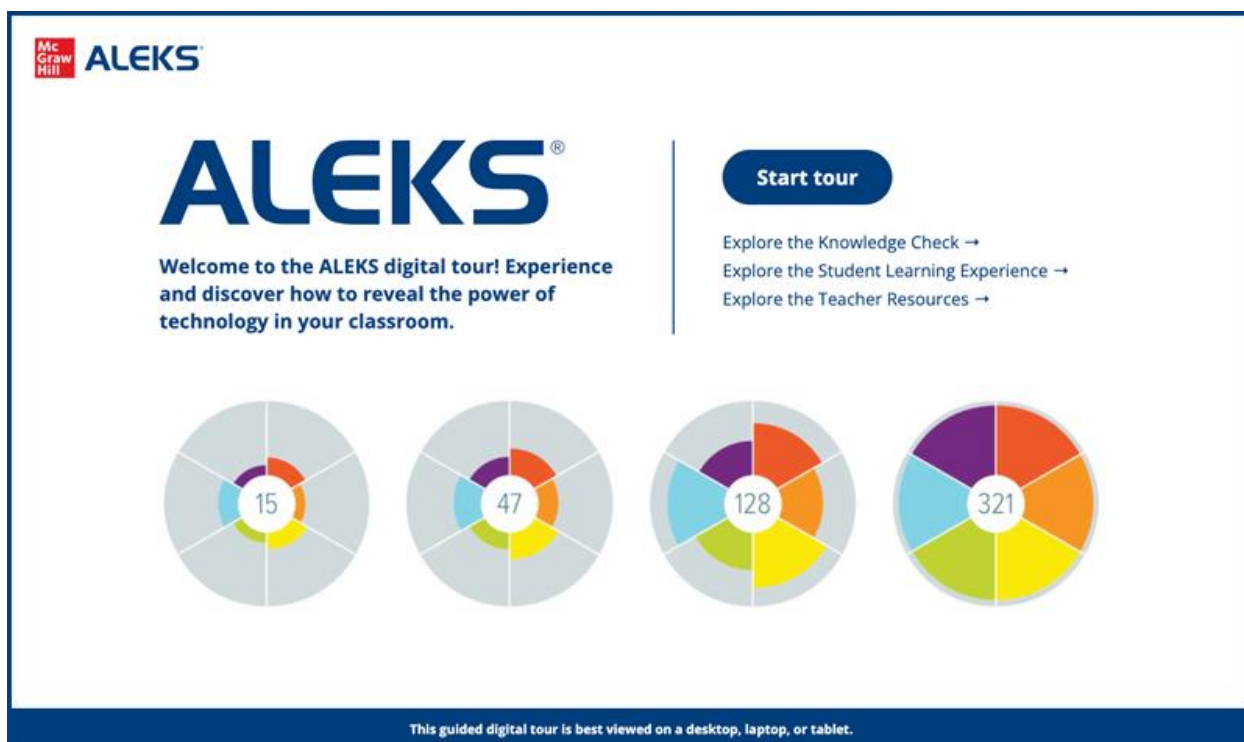 Mc
Graw
Hill
ALEKS
ALEKS®
Welcome to the ALEKS digital tour! Experience
and discover how to reveal the power of
technology in your classroom.
Start tour
Explore the Knowledge Check →
Explore the Student Learning Experience →
Explore the Teacher Resources →
15
47
128
321
This guided digital tour is best viewed on a desktop, laptop, or tablet.